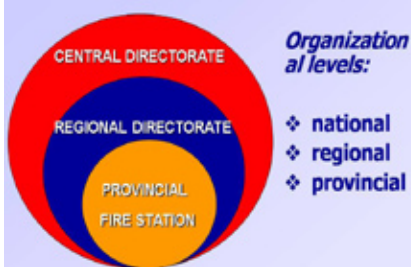 CENTRAL DIRECTORATE
REGIONAL DIRECTORATE
PROVINCIAL
FIRE STATION
Organization
al levels:
❖ national
❖ regional
❖ provincial